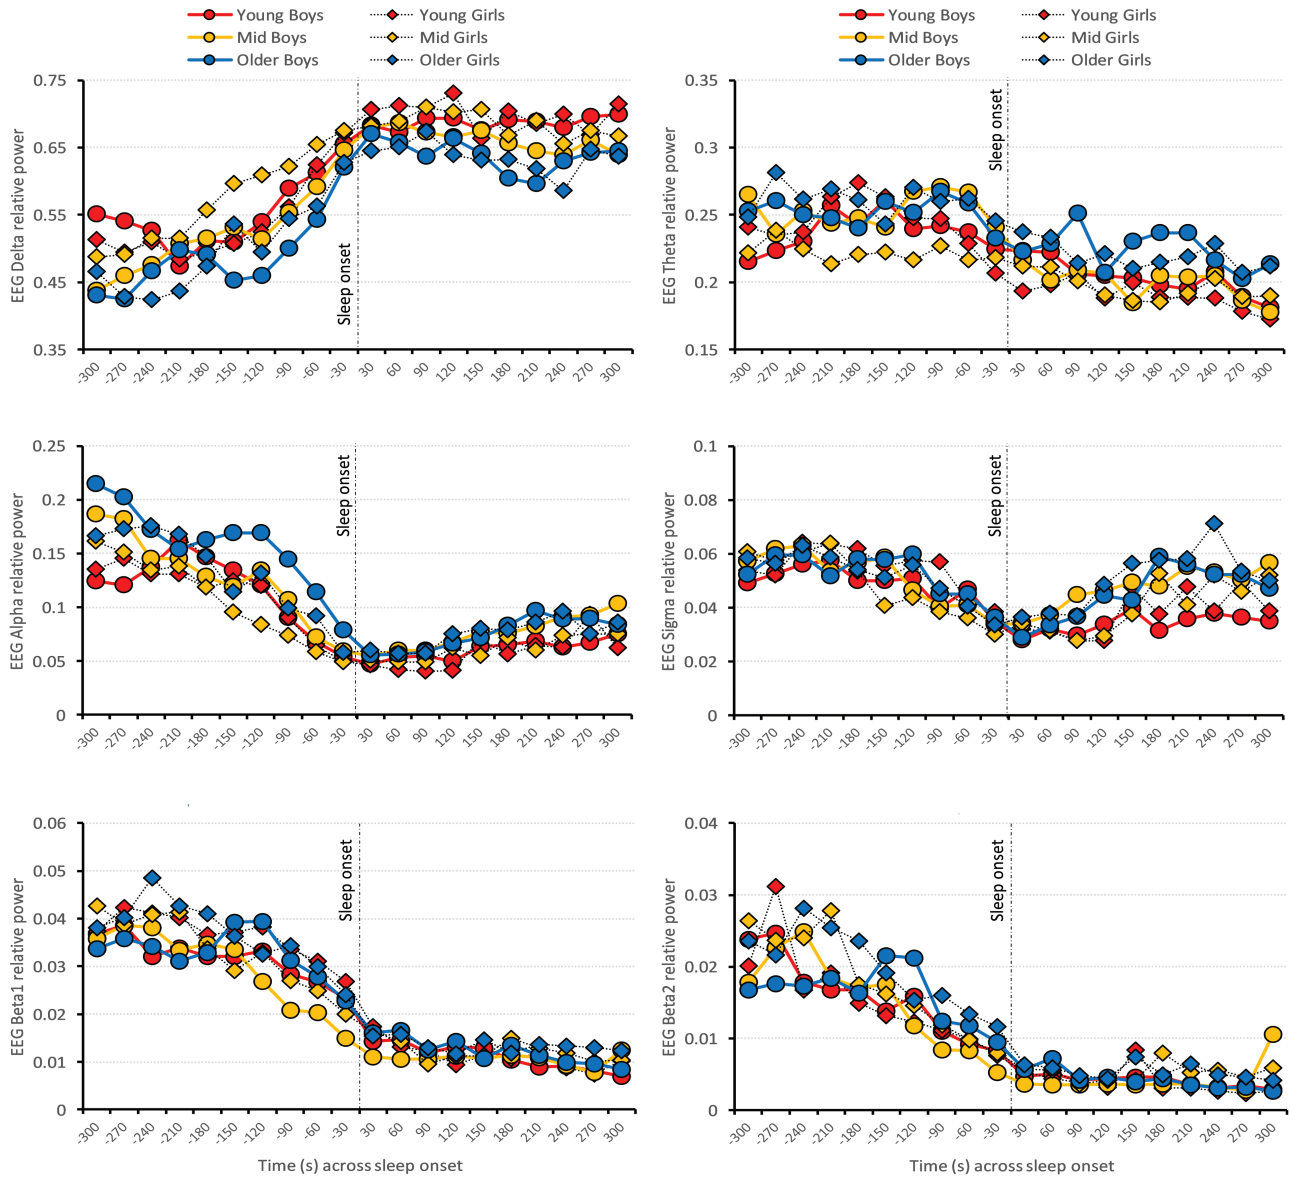 Young Boys Young Girls
Mid Boys Mid Girls
Older Boys Older Girls
Young Boys Young Girls
Mid Boys Mid Girls
Older Boys Older Girls
EEG Delta relative power
0.75
0.65
0.55
0.45
0.35
Sleep onset
-300 -270 -240 -210 -180 -150 -120 -90 -60 -30 30 60 90 120 150 180 210 240 270 300
EEG Theta relative power
0.35
0.3
0.25
0.2
0.15
Sleep onset
-300 -270 -240 -210 -180 -150 -120 -90 -60 -30 30 60 90 120 150 180 210 240 270 300
EEG Alpha relative power
0.25
0.2
0.15
0.1
0.05
0
Sleep onset
-300 -270 -240 -210 -180 -150 -120 -90 -60 -30 30 60 90 120 150 180 210 240 270 300
EEG Sigma relative power
0.1
0.08
0.06
0.04
0.02
0
Sleep onset
-300 -270 -240 -210 -180 -150 -120 -90 -60 -30 30 60 90 120 150 180 210 240 270 300
EEG Beta1 relative power
0.06
0.05
0.04
0.03
0.02
0.01
0
Sleep onset
-300 -270 -240 -210 -180 -150 -120 -90 -60 -30 30 60 90 120 150 180 210 240 270 300
Time (s) across sleep onset
EEG Beta2 relative power
0.04
0.03
0.02
0.01
0
Sleep onset
-300 -270 -240 -210 -180 -150 -120 -90 -60 -30 30 60 90 120 150 180 210 240 270 300
Time (s) across sleep onset